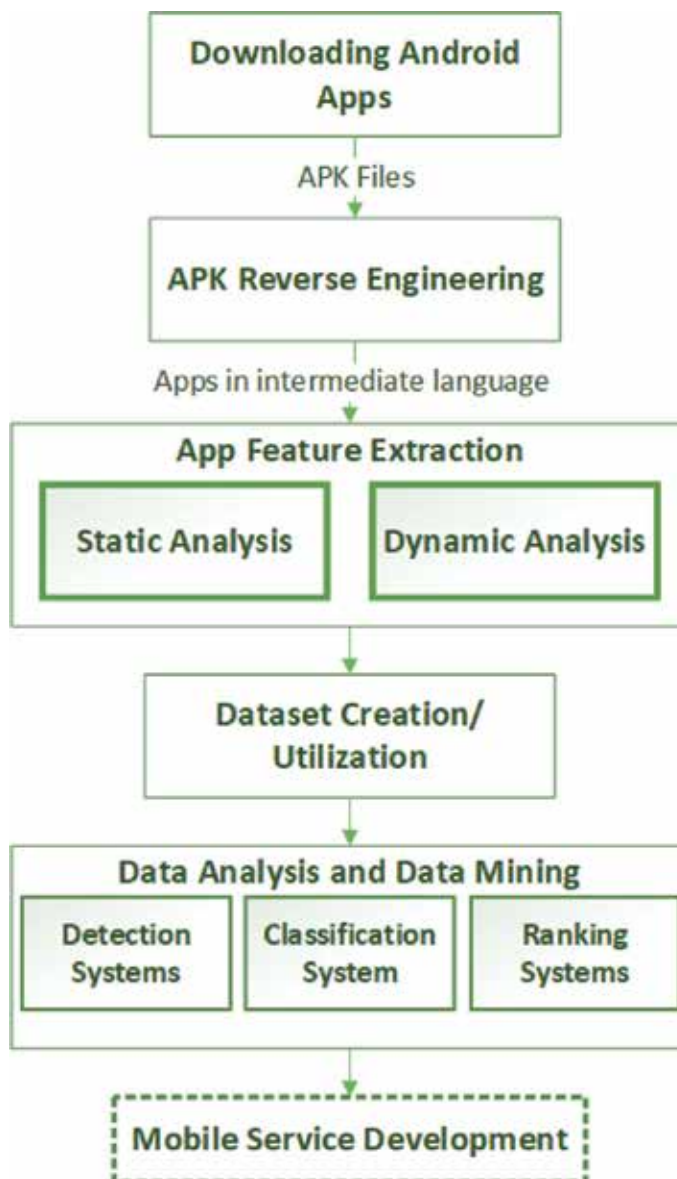 Downloading Android
Apps
APK Files
APK Reverse Engineering
Apps in intermediate language
App Feature Extraction
Static Analysis
Dynamic Analysis
Dataset Creation/
Utilization
Data Analysis and Data Mining
Detection
Systems
Classification
System
Ranking
Systems
Mobile Service Development